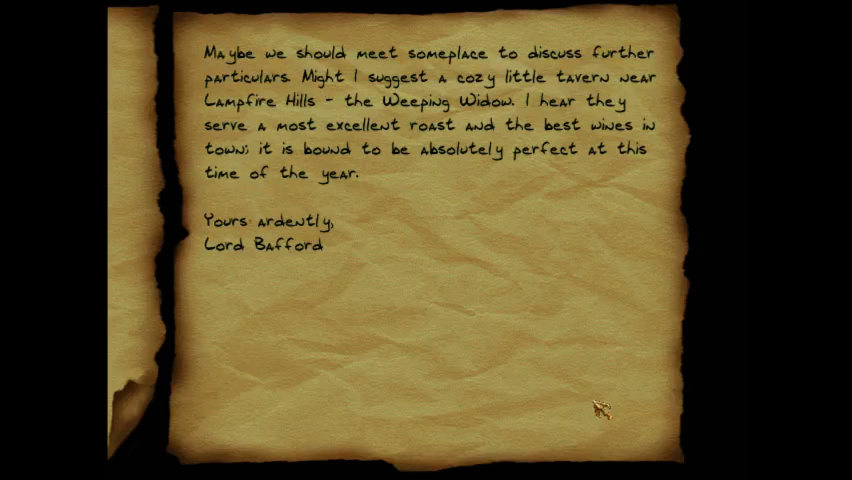 Maybe we should meet someplace to discuss further
particulars. Might I suggest a cozy little tavern near
Lampfire Hills - the Weeping Widow. I hear they
serve a most excellent roast and the best wines in
town; it is bound to be absolutely perfect at this
time of the year.
Yours ardently,
Lord Bafford